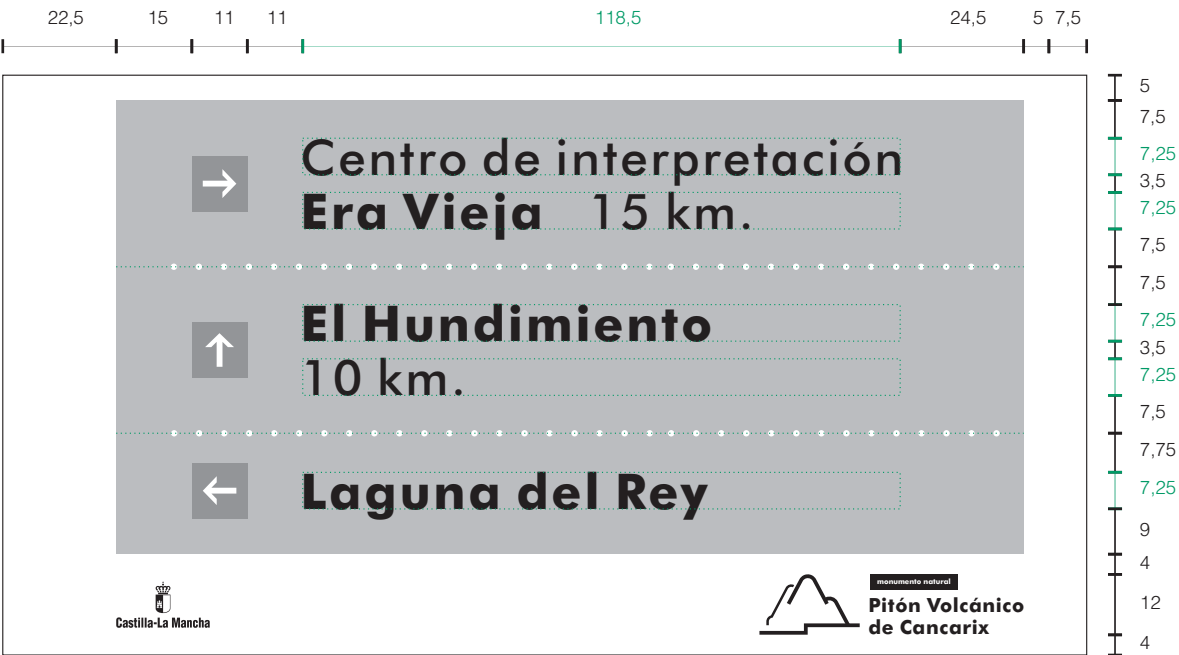 22,5 15 11 11 118,5 24,5 5 7,5
5
7,5
Centro de interpretación
7,25
3,5
Era Vieja 15 km.
7,25
7,5
7,5
El Hundimiento
7,25
3,5
10 km.
7,25
7,5
7,75
Laguna del Rey
7,25
9
4
monumento natural
Pitón Volcánico
12
de Cancarix
Castilla-La Mancha
4